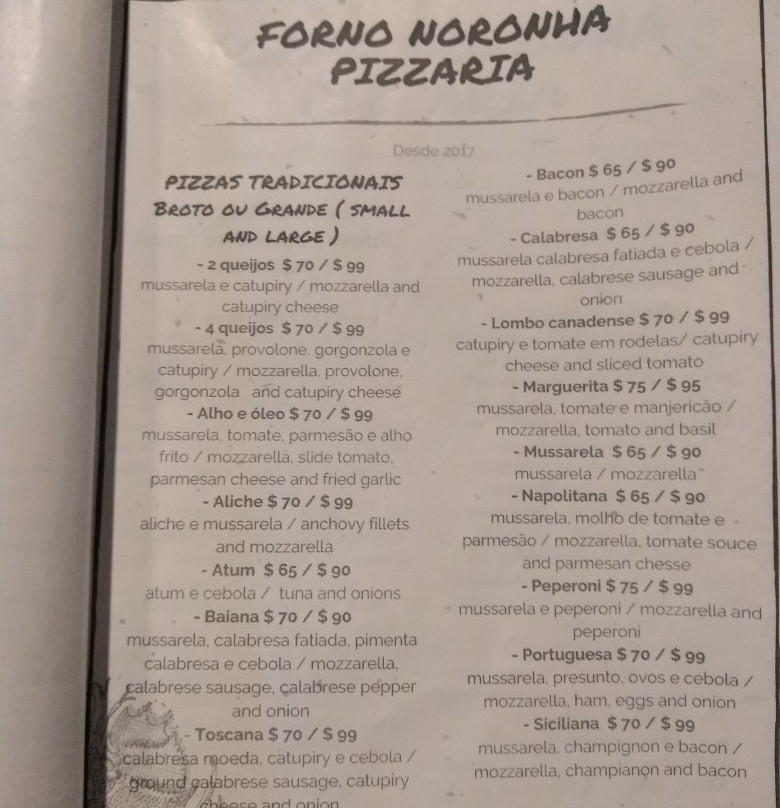 FORNO NORONHA
PIZZARIA
Desde 2017
PIZZAS TRADICIONAIS
BROTO OU GRANDE ( SMALL
AND LARGE )
- 2 queijos $ 70 / $ 99
mussarela e catupiry / mozzarella and
catupiry cheese
- 4 queijos $ 70 / $ 99
mussarela, provolone, gorgonzola e
catupiry / mozzarella, provolone,
gorgonzola and catupiry cheese
- Alho e óleo $ 70 / $ 99
mussarela, tomate, parmesão e alho
frito / mozzarella, slide tomato,
parmesan cheese and fried garlic
- Aliche $ 70 / $ 99
aliche e mussarela / anchovy fillets
and mozzarella
- Atum $ 65 / $ 90
atum e cebola / tuna and onions
- Baiana $ 70 / $ 90
mussarela, calabresa fatiada, pimenta
calabresa e cebola / mozzarella,
calabrese sausage, calabrese pepper
and onion
- Toscana $ 70 / $ 99
calabresa moeda, catupiry e cebola /
ground calabrese sausage, catupiry
cheese and onion
- Bacon $ 65 / $ 90
mussarela e bacon / mozzarella and
bacon
- Calabresa $ 65 / $ 90
mussarela calabresa fatiada e cebola /
mozzarella, calabrese sausage and
onion
- Lombo canadense $ 70 / $ 99
catupiry e tomate em rodelas/ catupiry
cheese and sliced tomato
- Marguerita $ 75 / $ 95
mussarela, tomate e manjericão /
mozzarella, tomato and basil
- Mussarela $ 65 / $ 90
mussarela / mozzarella
- Napolitana $ 65 / $ 90
mussarela, molho de tomate e
parmesão / mozzarella, tomate souce
and parmesan chesse
- Peperoni $ 75 / $ 99
mussarela e peperoni / mozzarella and
peperoni
- Portuguesa $ 70 / $ 99
mussarela, presunto, ovos e cebola /
mozzarella, ham, eggs and onion
- Siciliana $ 70 / $ 99
mussarela, champignon e bacon /
mozzarella, champianon and bacon